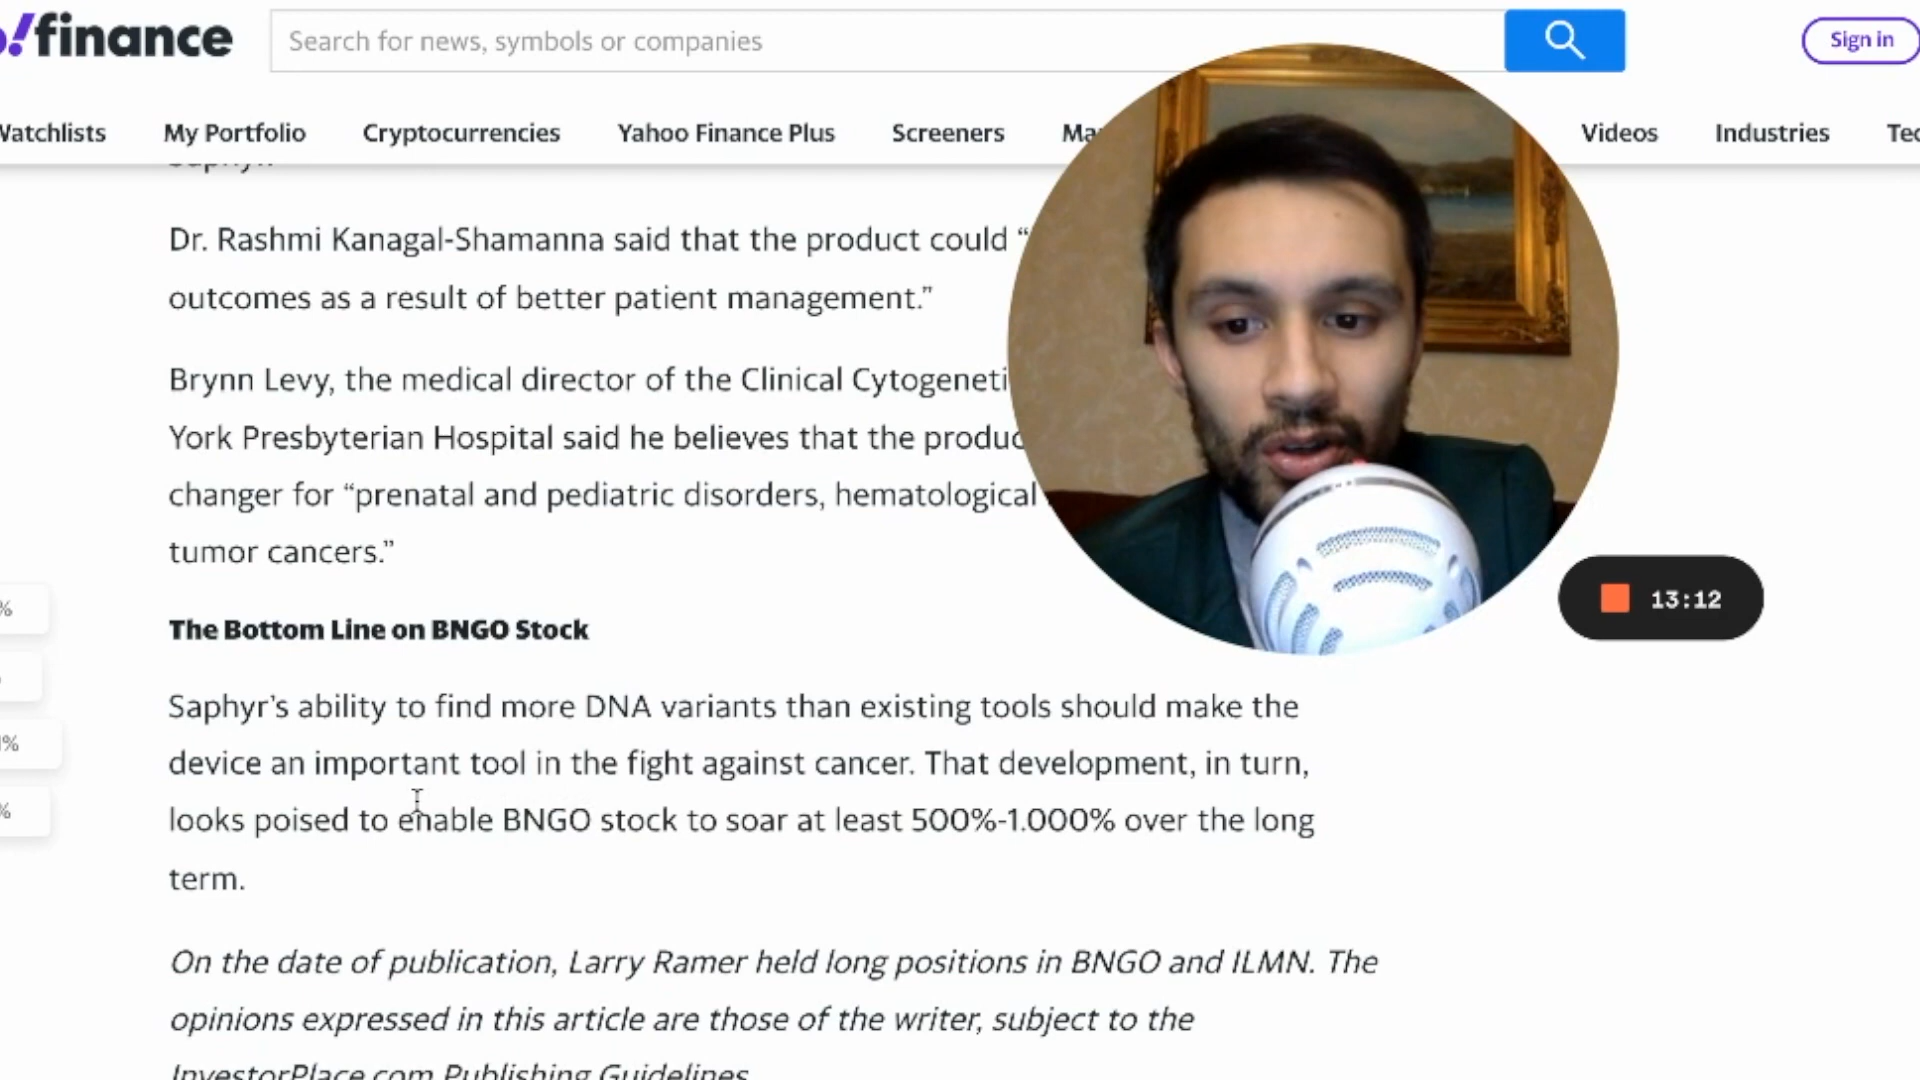 !finance
Search for news, symbols or companies
Sign in
Watchlists My Portfolio Cryptocurrencies Yahoo Finance Plus Screeners Videos Industries
Dr. Rashmi Kanagal-Shamanna said that the product could “
outcomes as a result of better patient management.”
Brynn Levy, the medical director of the Clinical Cytogeneti
York Presbyterian Hospital said he believes that the produc
changer for “prenatal and pediatric disorders, hematological
tumor cancers.”
13:12
The Bottom Line on BNGO Stock
Saphyr’s ability to find more DNA variants than existing tools should make the
device an important tool in the fight against cancer. That development, in turn,
looks poised to enable BNGO stock to soar at least 500%-1.000% over the long
term.
On the date of publication, Larry Ramer held long positions in BNGO and ILMN. The
opinions expressed in this article are those of the writer, subject to the
InvestorPlace.com Publishing Guidelines